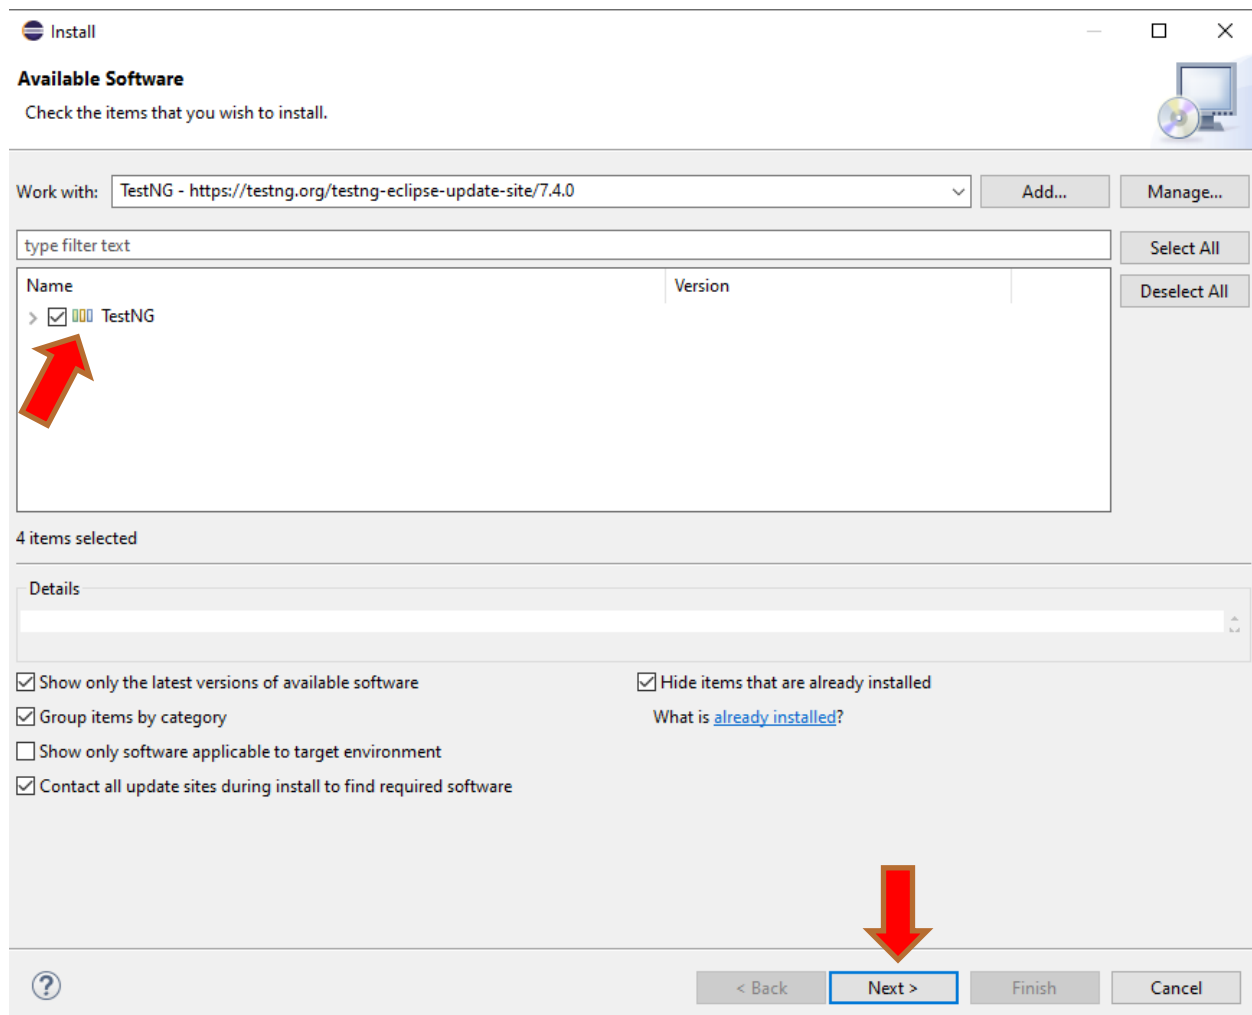 Install
Available Software
Check the items that you wish to install.
Work with: TestNG - https://testng.org/testng-eclipse-update-site/7.4.0 Add... Manage...
type filter text Select All
Name Version Deselect All
TestNG
4 items selected
Details
Show only the latest versions of available software Hide items that are already installed
Group items by category What is already installed?
Show only software applicable to target environment
Contact all update sites during install to find required software
? < Back Next > Finish Cancel